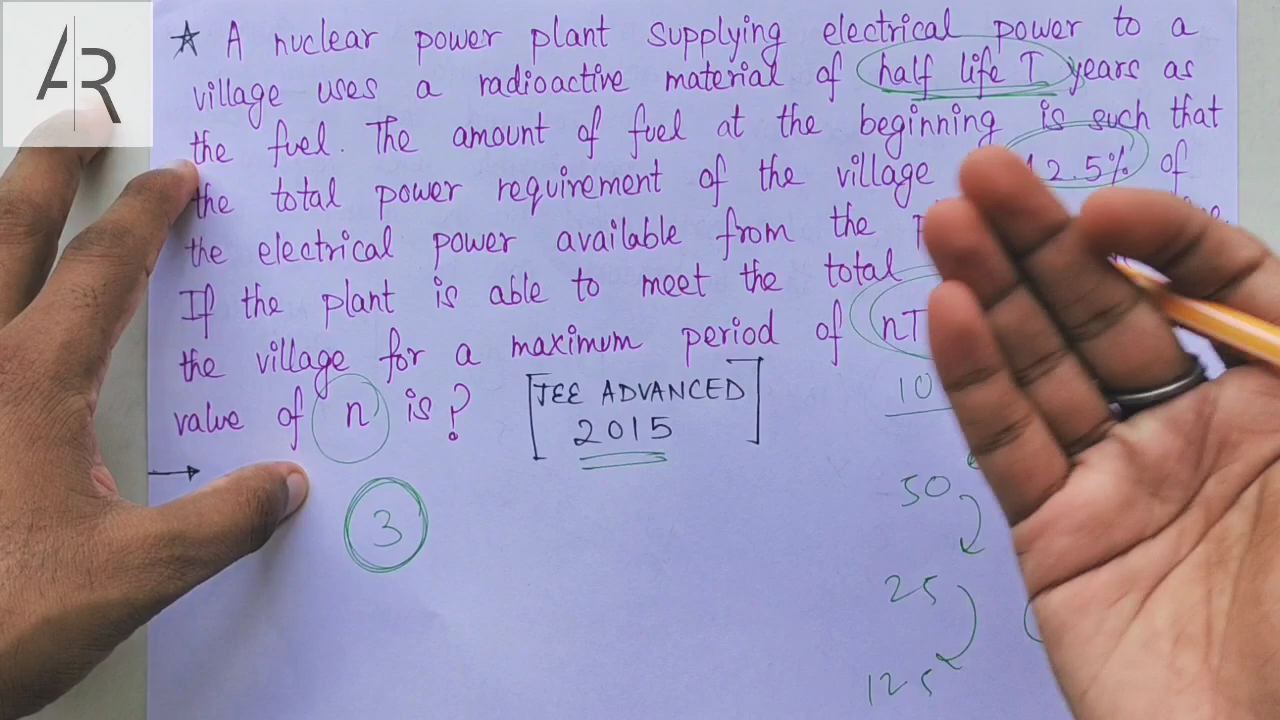 AR
☆ A nuclear power plant supplying electrical power to a
village uses a radioactive material of half life T years as
the fuel. The amount of fuel at the beginning is such that
the total power requirement of the village 12.5% of
the electrical power available from the
If the plant is able to meet the total
the village for a maximum period of nT
value of n is?
[JEE ADVANCED
2015]
10
3
50
25
125